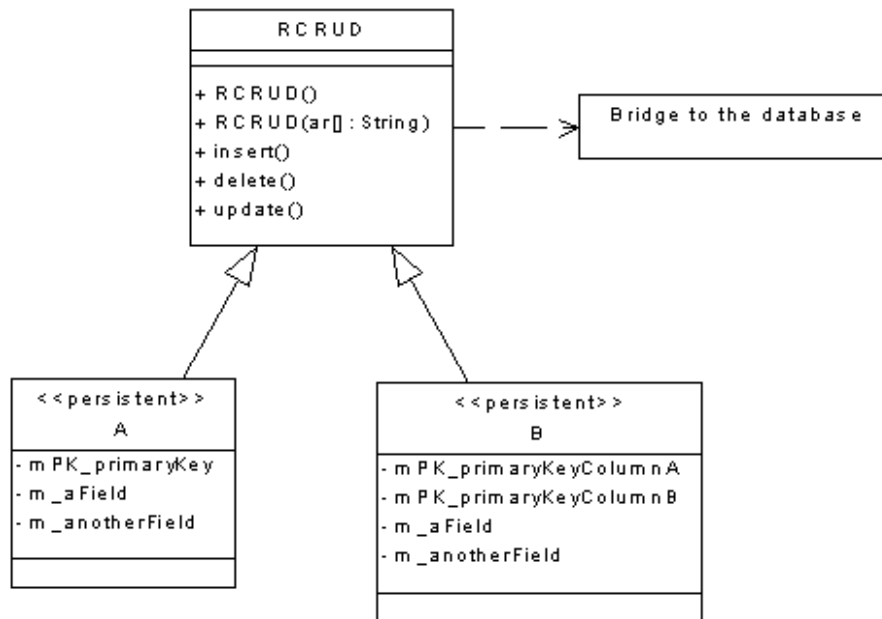 RCRUD
+ RCRUD()
+ RCRUD(ar[] : String)
+ insert()
+ delete()
+ update()
Bridge to the database
<<persistent>>
A
- mPK_primaryKey
- m_aField
- m_anotherField
<<persistent>>
B
- mPK_primaryKeyColumnA
- mPK_primaryKeyColumnB
- m_aField
- m_anotherField